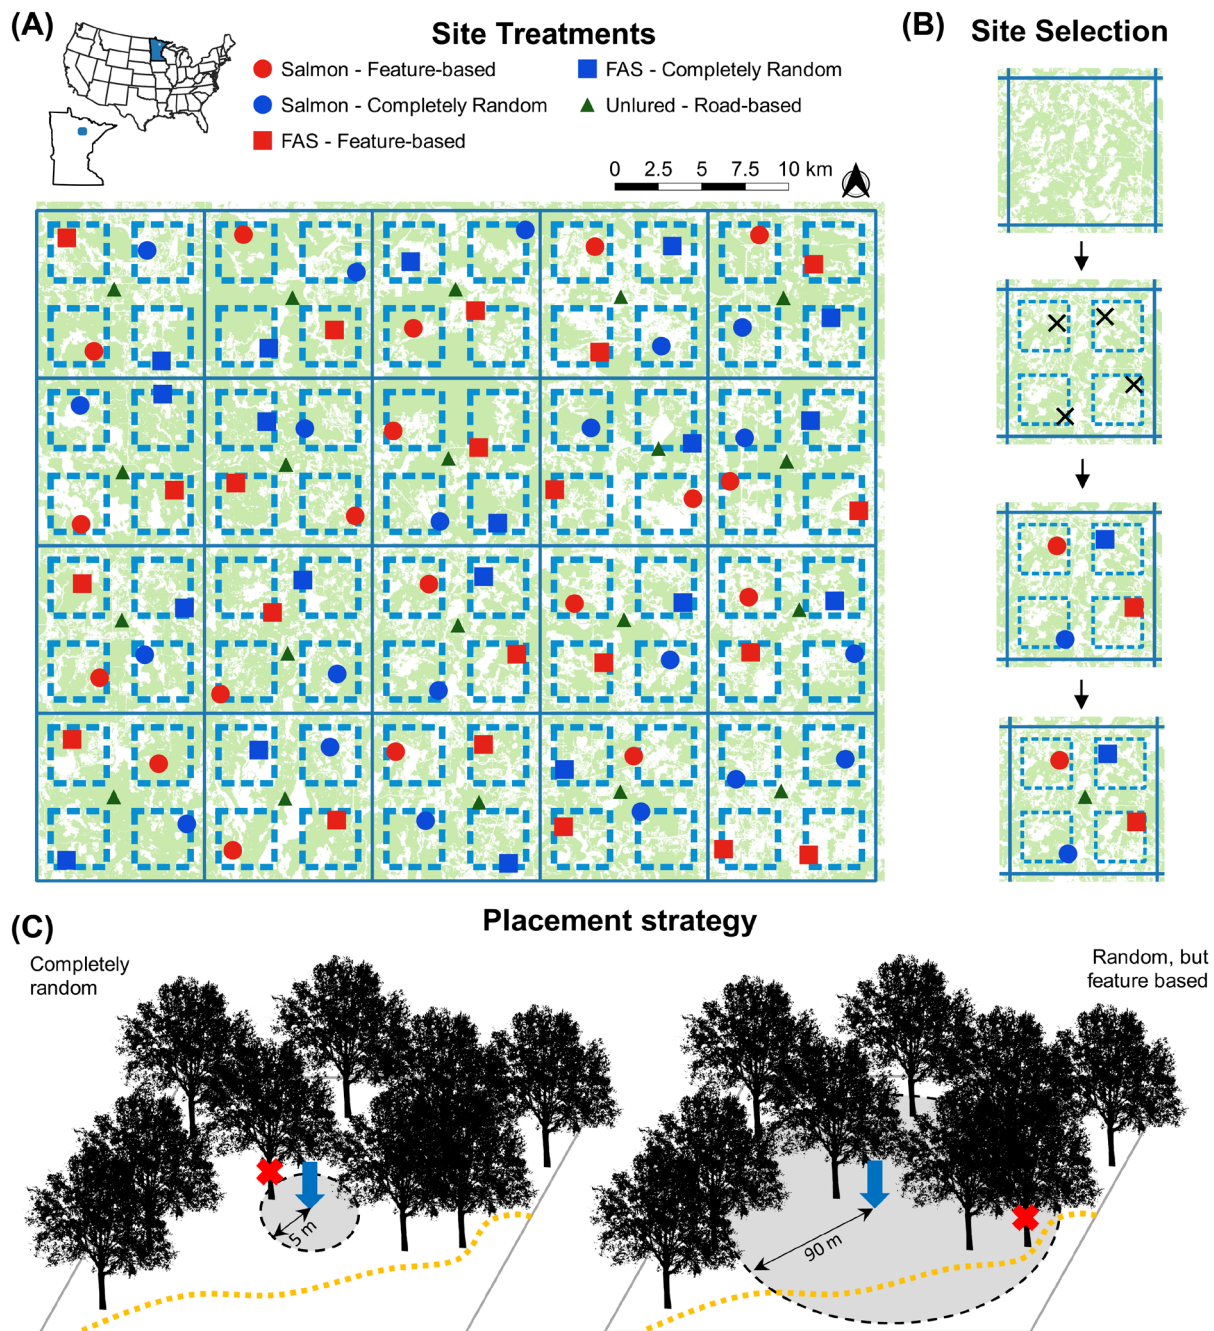 (A)
Site Treatments
Salmon - Feature-based
Salmon - Completely Random
FAS - Feature-based
FAS - Completely Random
Unlured - Road-based
0 2.5 5 7.5 10 km
(B)
Site Selection
(C)
Placement strategy
Completely
random
5 m
Random, but
feature based
90 m